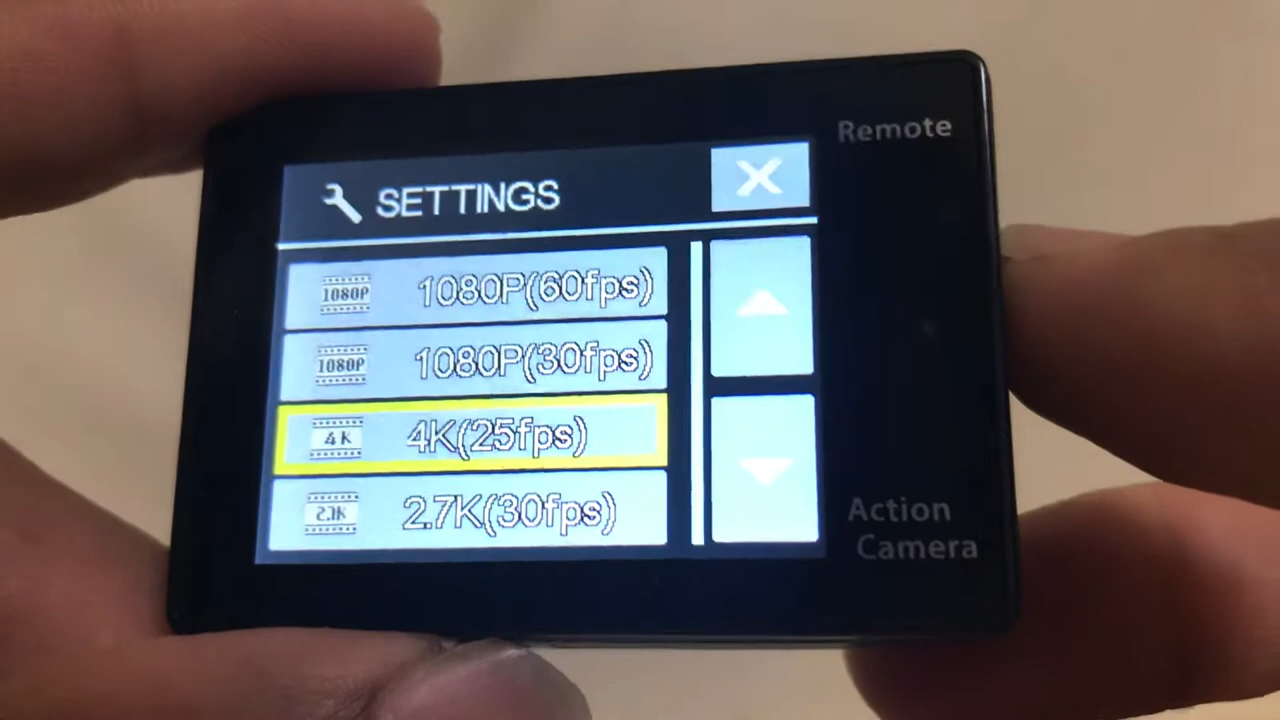 Remote
SETTINGS
1080P 1080P(60fps)
1080P 1080P(30fps)
4K 4K(25fps)
2.7K 2.7K(30fps)
Action
Camera